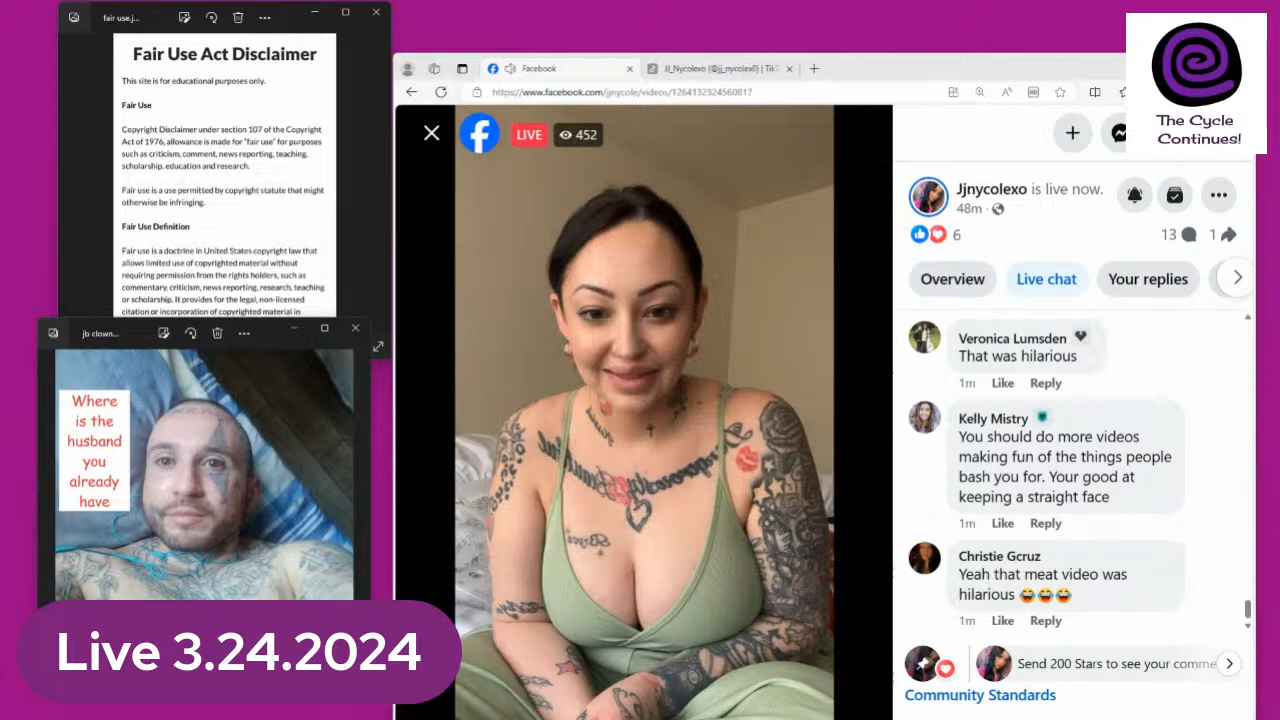 fair use.j...
Fair Use Act Disclaimer
This site is for educational purposes only.
Fair Use
Copyright Disclaimer under section 107 of the Copyright
Act of 1976, allowance is made for "fair use" for purposes
such as criticism, comment, news reporting, teaching,
scholarship, education and research.
Fair use is a use permitted by copyright statute that might
otherwise be infringing.
Fair Use Definition
Fair use is a doctrine in United States copyright law that
allows limited use of copyrighted material without
requiring permission from the rights holders, such as
commentary, criticism, news reporting, research, teaching
or scholarship. It provides for the legal, non-licensed
citation or incorporation of copyrighted material in
jb clown...
Where
is the
husband
you
already
have
Live 3.24.2024
Facebook
JJ_Nycolexo (@jj_nycolex0) | Tik
https://www.facebook.com/jjnycole/videos/1264132324560817
LIVE
452
Bryce
The Cycle
Continues!
Jjnycolexo is live now.
48m
6
13
1
Overview
Live chat
Your replies
Veronica Lumsden
That was hilarious
1m Like Reply
Kelly Mistry
You should do more videos
making fun of the things people
bash you for. Your good at
keeping a straight face
1m Like Reply
Christie Gcruz
Yeah that meat video was
hilarious 😂😂😂
1m Like Reply
Send 200 Stars to see your comme
Community Standards